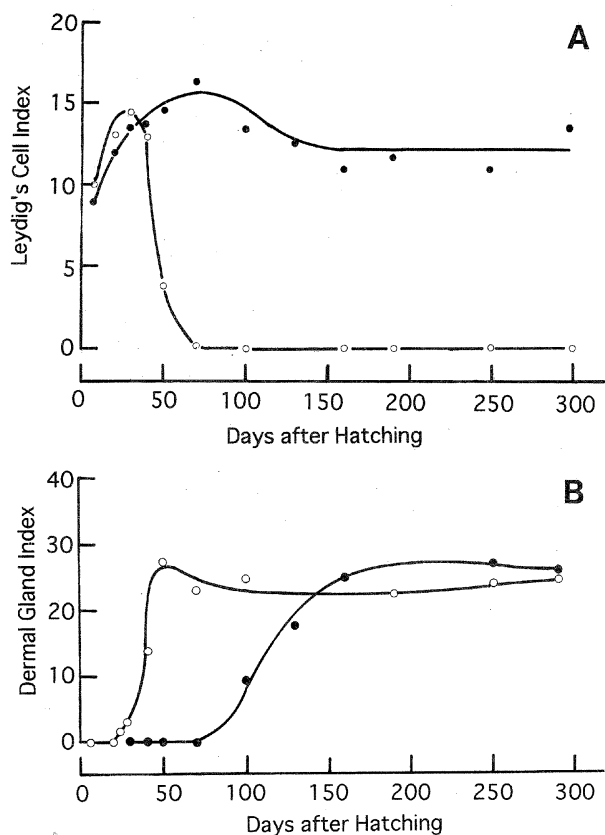 A
20
15
10
5
0
Leydig's Cell Index
0 50 100 150 200 250 300
Days after Hatching
B
40
30
20
10
0
Dermal Gland Index
0 50 100 150 200 250 300
Days after Hatching